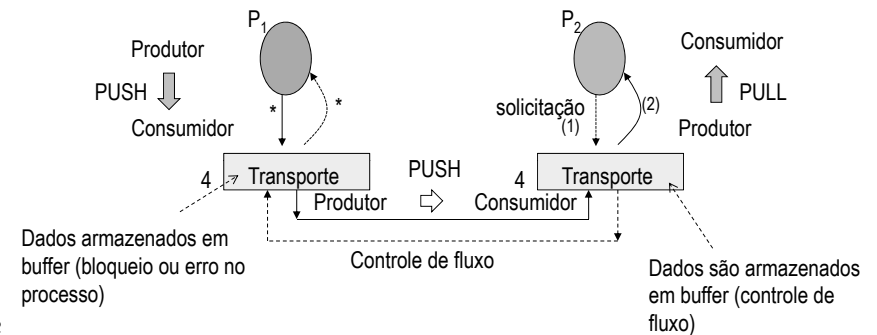 P1
Produtor
PUSH
Consumidor
*
*
P2
Consumidor
PULL
Produtor
solicitação
(1)
(2)
4
Transporte
PUSH
4
Transporte
Produtor
Consumidor
Dados armazenados em
buffer (bloqueio ou erro no
processo)
Controle de fluxo
Dados são armazenados
em buffer (controle de
fluxo)